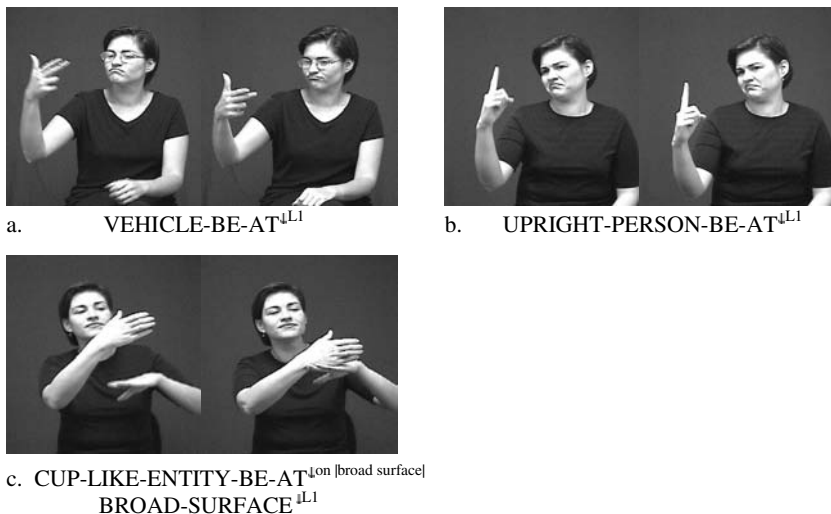 a. VEHICLE-BE-AT↓L1
b. UPRIGHT-PERSON-BE-AT↓L1
c. CUP-LIKE-ENTITY-BE-AT↓on |broad surface|
BROAD-SURFACE↓L1